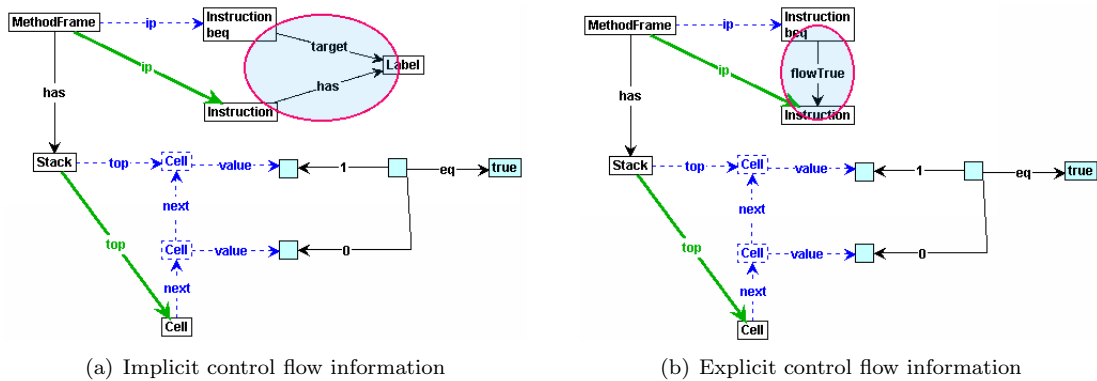 MethodFrame
ip
Instruction
beq
target
Label
ip
has
has
Instruction
Stack
top
Cell
value
1
eq
true
next
top
Cell
value
0
next
Cell
(a) Implicit control flow information
MethodFrame
ip
Instruction
beq
ip
flowTrue
has
Instruction
Stack
top
Cell
value
1
eq
true
next
top
Cell
value
0
next
Cell
(b) Explicit control flow information